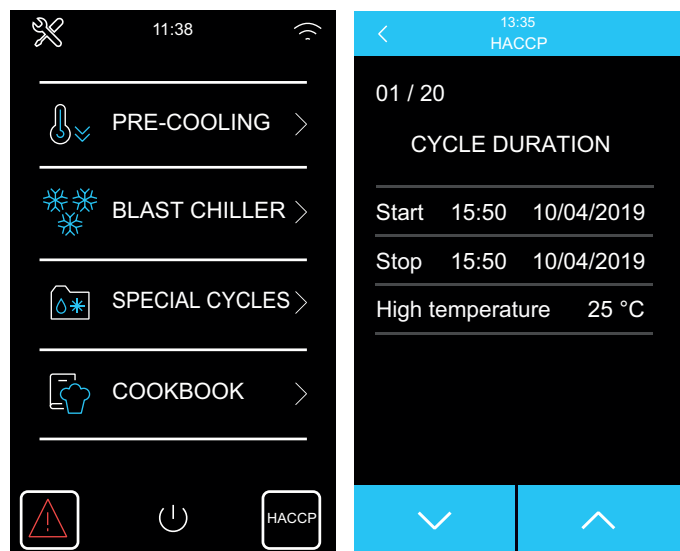 11:38
PRE-COOLING
BLAST CHILLER
SPECIAL CYCLES
COOKBOOK
HACCP
13:35
HACCP
01 / 20
CYCLE DURATION
Start 15:50 10/04/2019
Stop 15:50 10/04/2019
High temperature 25 °C